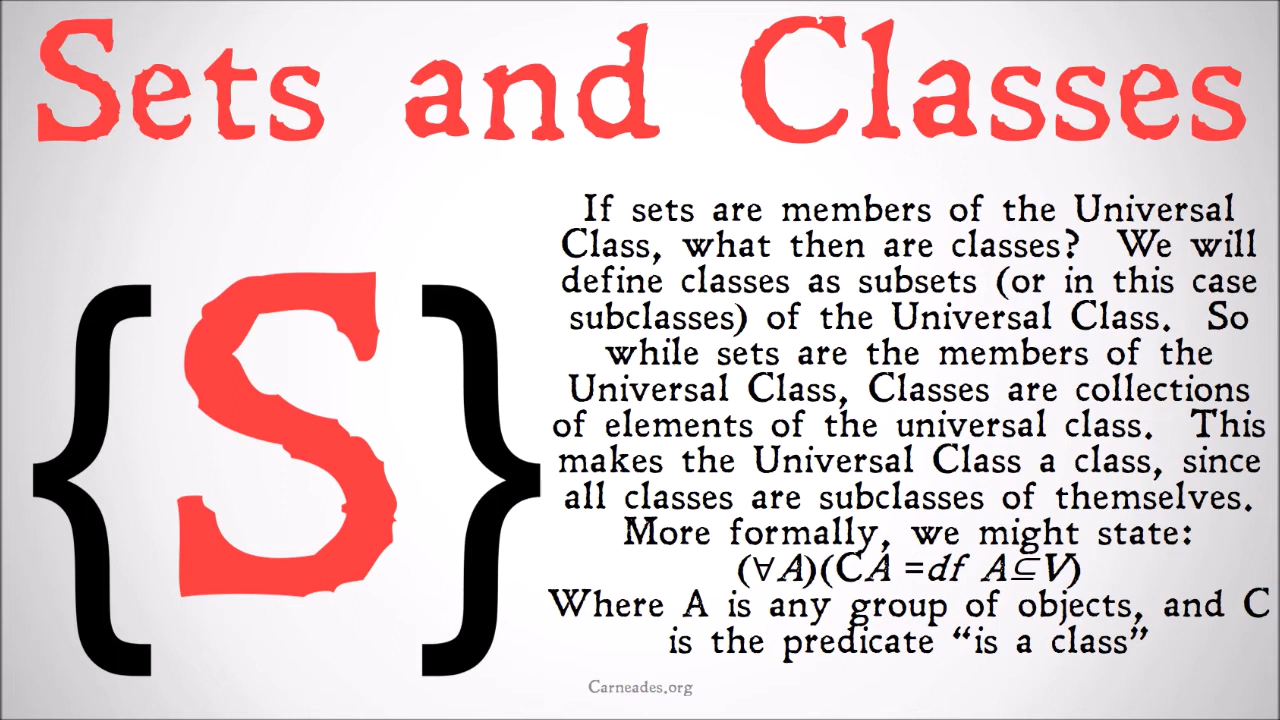 Sets and Classes
{S}
If sets are members of the Universal
Class, what then are classes? We will
define classes as subsets (or in this case
subclasses) of the Universal Class. So
while sets are the members of the
Universal Class, Classes are collections
of elements of the universal class. This
makes the Universal Class a class, since
all classes are subclasses of themselves.
More formally, we might state:
(∀A)(CA =df A⊆V)
Where A is any group of objects, and C
is the predicate “is a class”
Carneades.org